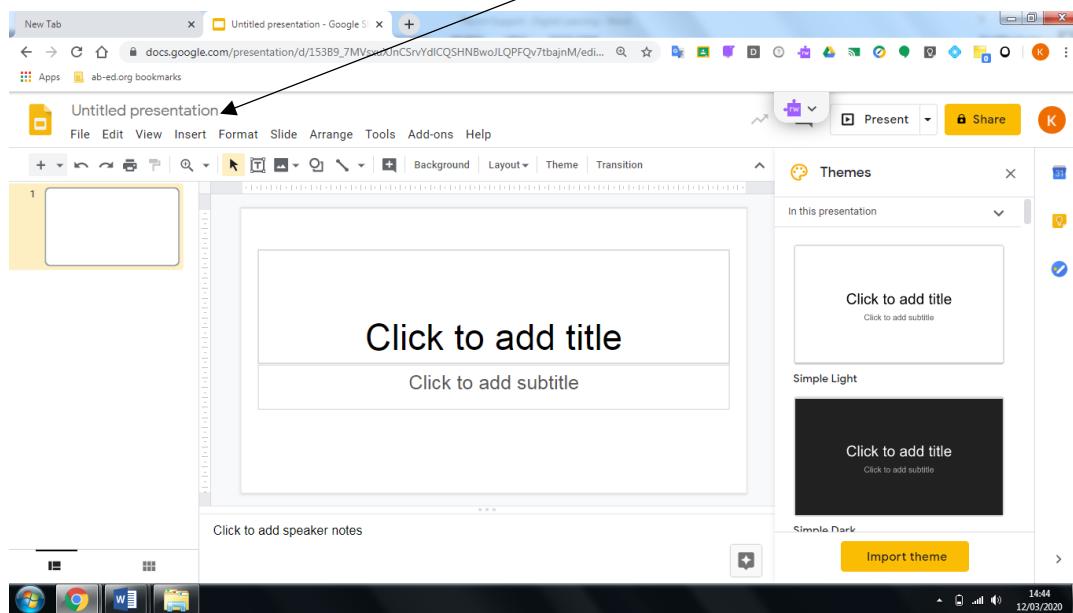 New Tab
Untitled presentation - Google Sl
docs.google.com/presentation/d/153B9_7MVsxuXJnCSrvYdICQSHNBwoJLQPFQv7tbajnM/edi...
Apps
ab-ed.org bookmarks
Untitled presentation
File Edit View Insert Format Slide Arrange Tools Add-ons Help
Present
Share
K
Background Layout Theme Transition
Themes
In this presentation
1
Click to add title
Click to add subtitle
Click to add title
Click to add subtitle
Simple Light
Click to add title
Click to add subtitle
Simple Dark
Import theme
Click to add speaker notes
14:44
12/03/2020